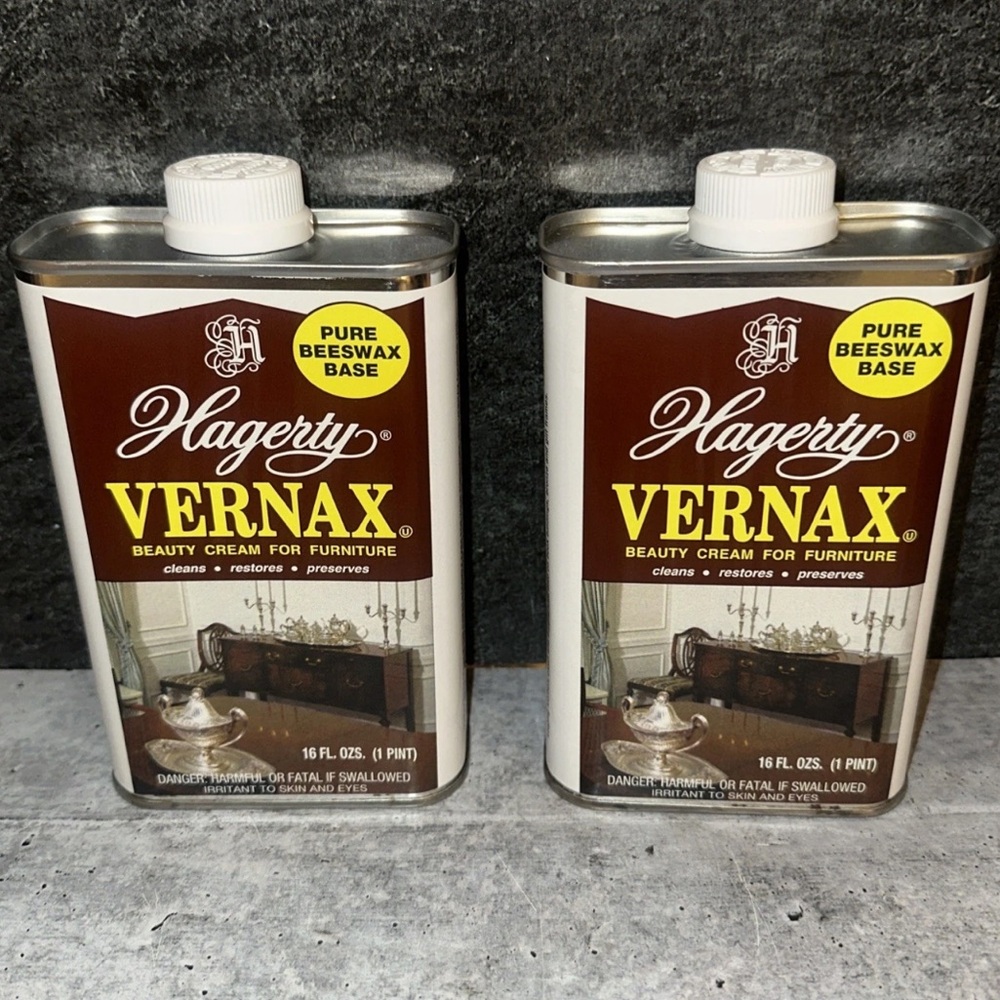 H
PURE
BEESWAX
BASE
Hagerty®
VERNAX
BEAUTY CREAM FOR FURNITURE
cleans • restores • preserves
16 FL. OZS. (1 PINT)
DANGER: HARMFUL OR FATAL IF SWALLOWED
IRRITANT TO SKIN AND EYES
H
PURE
BEESWAX
BASE
Hagerty®
VERNAX
BEAUTY CREAM FOR FURNITURE
cleans • restores • preserves
16 FL. OZS. (1 PINT)
DANGER: HARMFUL OR FATAL IF SWALLOWED
IRRITANT TO SKIN AND EYES